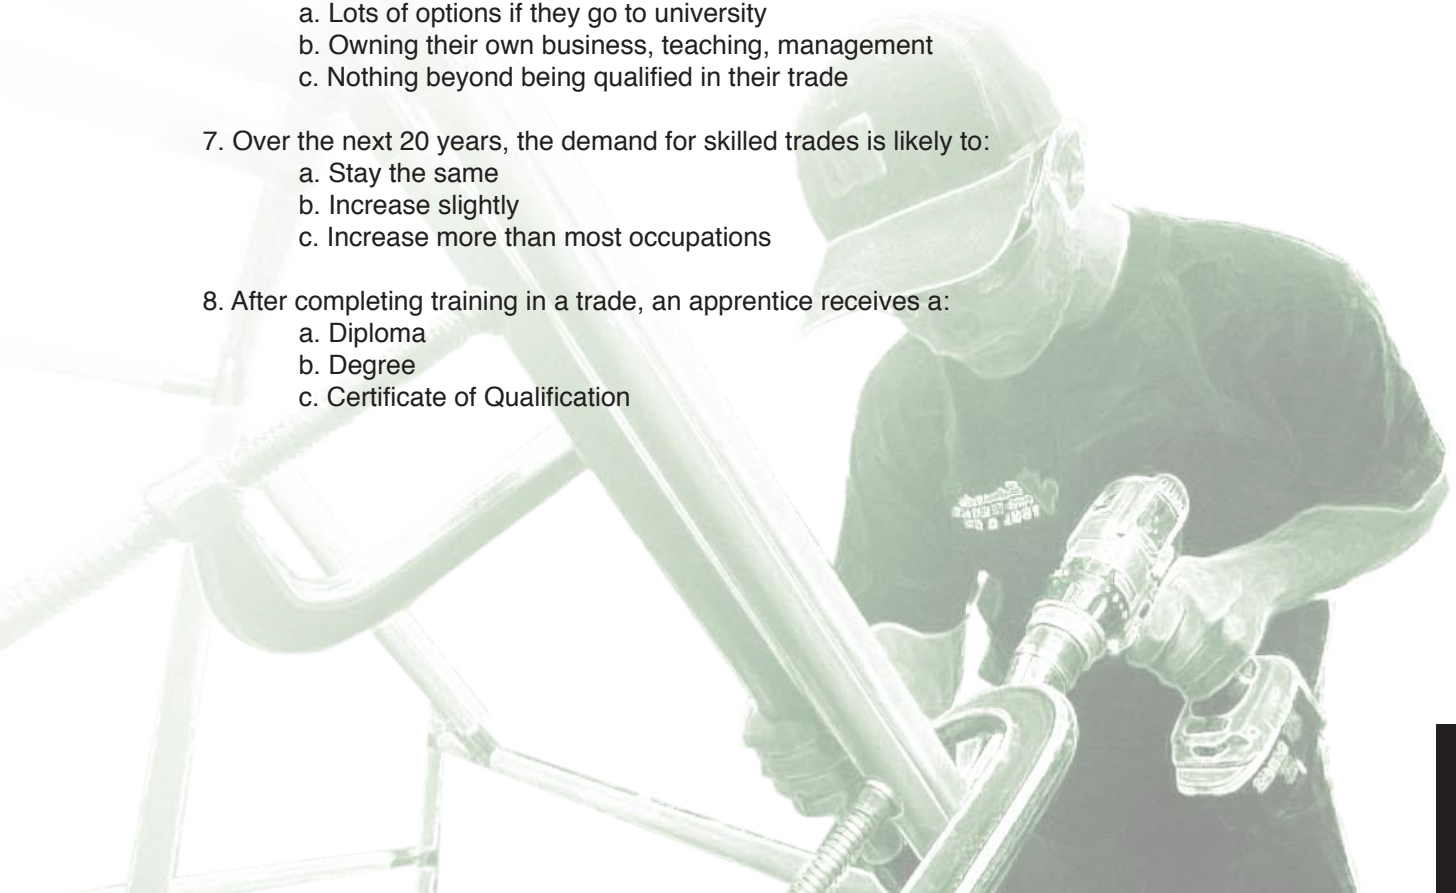 a. Lots of options if they go to university
b. Owning their own business, teaching, management
c. Nothing beyond being qualified in their trade
7. Over the next 20 years, the demand for skilled trades is likely to:
a. Stay the same
b. Increase slightly
c. Increase more than most occupations
8. After completing training in a trade, an apprentice receives a:
a. Diploma
b. Degree
c. Certificate of Qualification